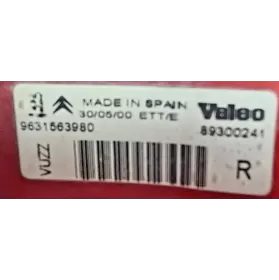 MADE IN SPAIN Valeo
30/05/00 ETT/E
9631563980 89300241
VUZZ R